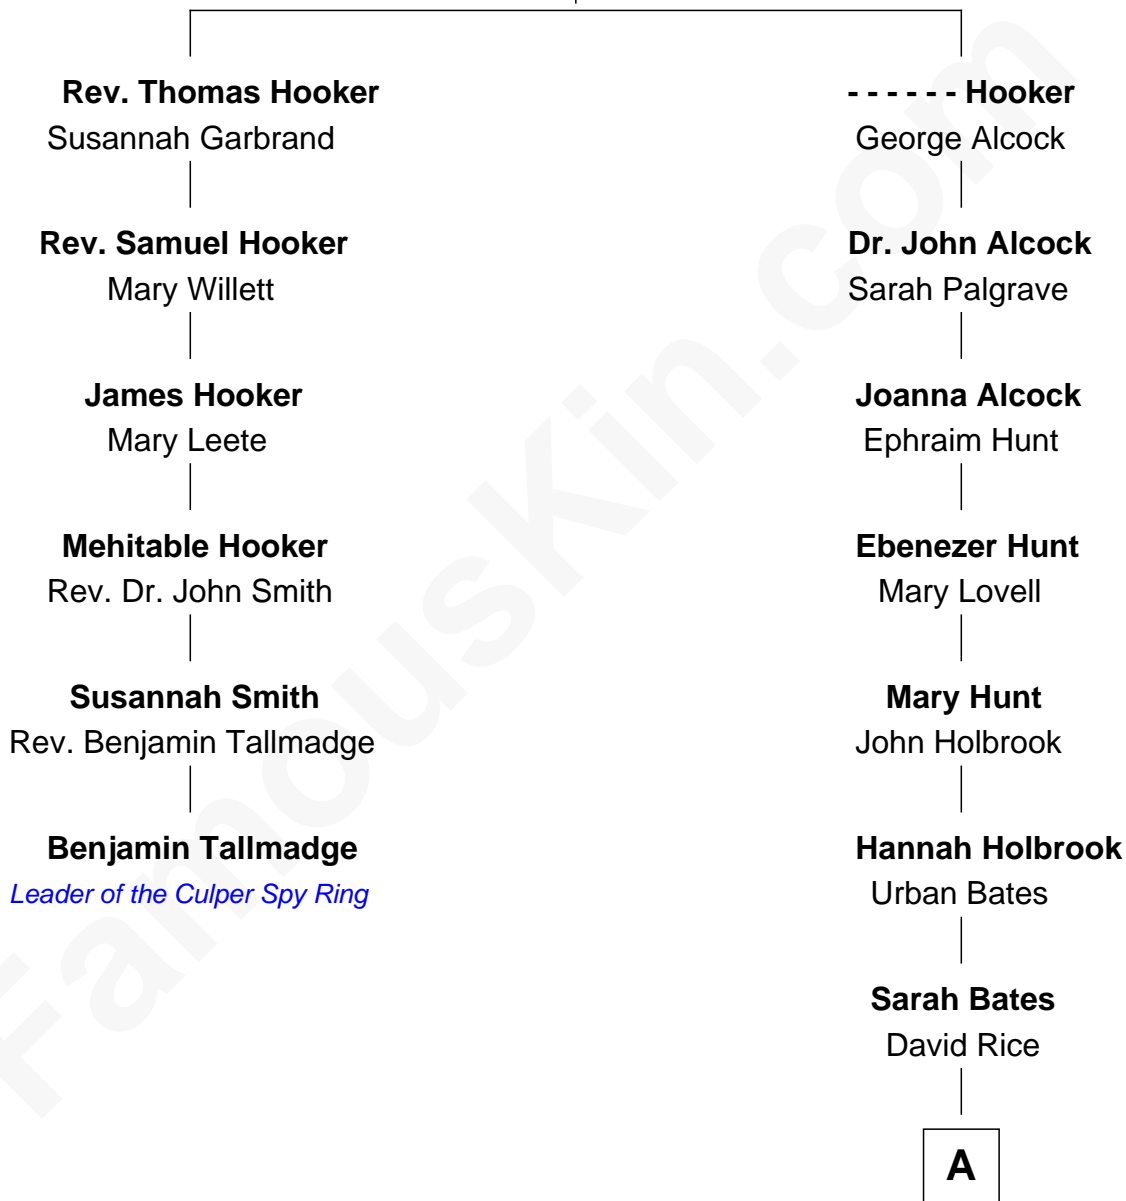 Rev. Thomas Hooker
Susannah Garbrand
Rev. Samuel Hooker
Mary Willett
James Hooker
Mary Leete
Mehitable Hooker
Rev. Dr. John Smith
Susannah Smith
Rev. Benjamin Tallmadge
Benjamin Tallmadge
Leader of the Culper Spy Ring
- - - - - - Hooker
George Alcock
Dr. John Alcock
Sarah Palgrave
Joanna Alcock
Ephraim Hunt
Ebenezer Hunt
Mary Lovell
Mary Hunt
John Holbrook
Hannah Holbrook
Urban Bates
Sarah Bates
David Rice
A
FamousKin.com